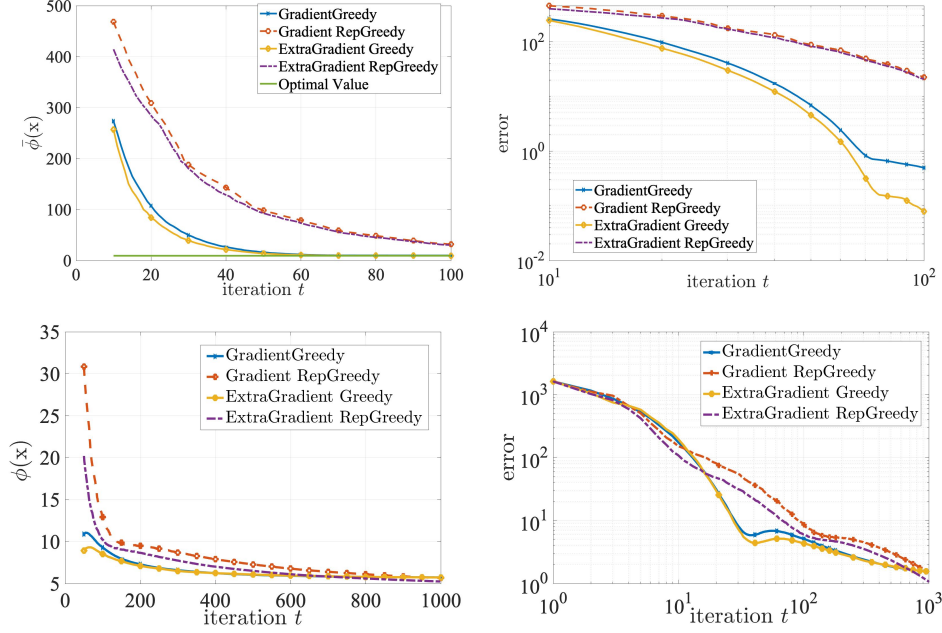 500
400
300
200
100
0
20
40
60
80
100
iteration t
ϕ̄(x)
GradientGreedy
Gradient RepGreedy
ExtraGradient Greedy
ExtraGradient RepGreedy
Optimal Value
10^2
10^0
10^-2
10^1
10^2
iteration t
error
GradientGreedy
Gradient RepGreedy
ExtraGradient Greedy
ExtraGradient RepGreedy
35
30
25
20
15
10
5
0
200
400
600
800
1000
iteration t
ϕ(x)
GradientGreedy
Gradient RepGreedy
ExtraGradient Greedy
ExtraGradient RepGreedy
10^4
10^3
10^2
10^1
10^0
10^0
10^1
10^2
10^3
iteration t
error
GradientGreedy
Gradient RepGreedy
ExtraGradient Greedy
ExtraGradient RepGreedy